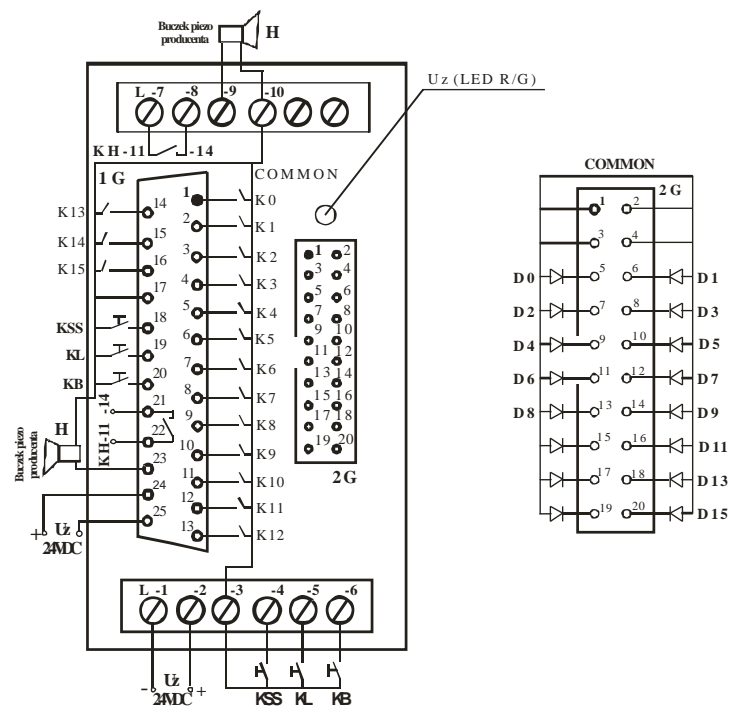 Buczek piezo
producenta
H
Uz (LED R/G)
L -7 -8 -9 -10
KH-11 -14
1 G
COMMON
1 K0
K13 14
2 K1
K14 15
3 K2
K15 16
4 K3
17
5 K4
KSS 18
6 K5
KL 19
7 K6
KB 20
8 K7
21 -14
9 K8
22 KH-11
10 K9
H
Buczek piezo
producenta
23
11 K10
24
12 K11
25
13 K12
+ Uz -
24VDC
1 2
3 4
5 6
7 8
9 10
11 12
13 14
15 16
17 18
19 20
2G
L -1 -2 -3 -4 -5 -6
- Uz +
24VDC
KSS KL KB
COMMON
2 G
1 2
3 4
D0 5 6 D1
D2 7 8 D3
D4 9 10 D5
D6 11 12 D7
D8 13 14 D9
15 16 D11
17 18 D13
19 20 D15